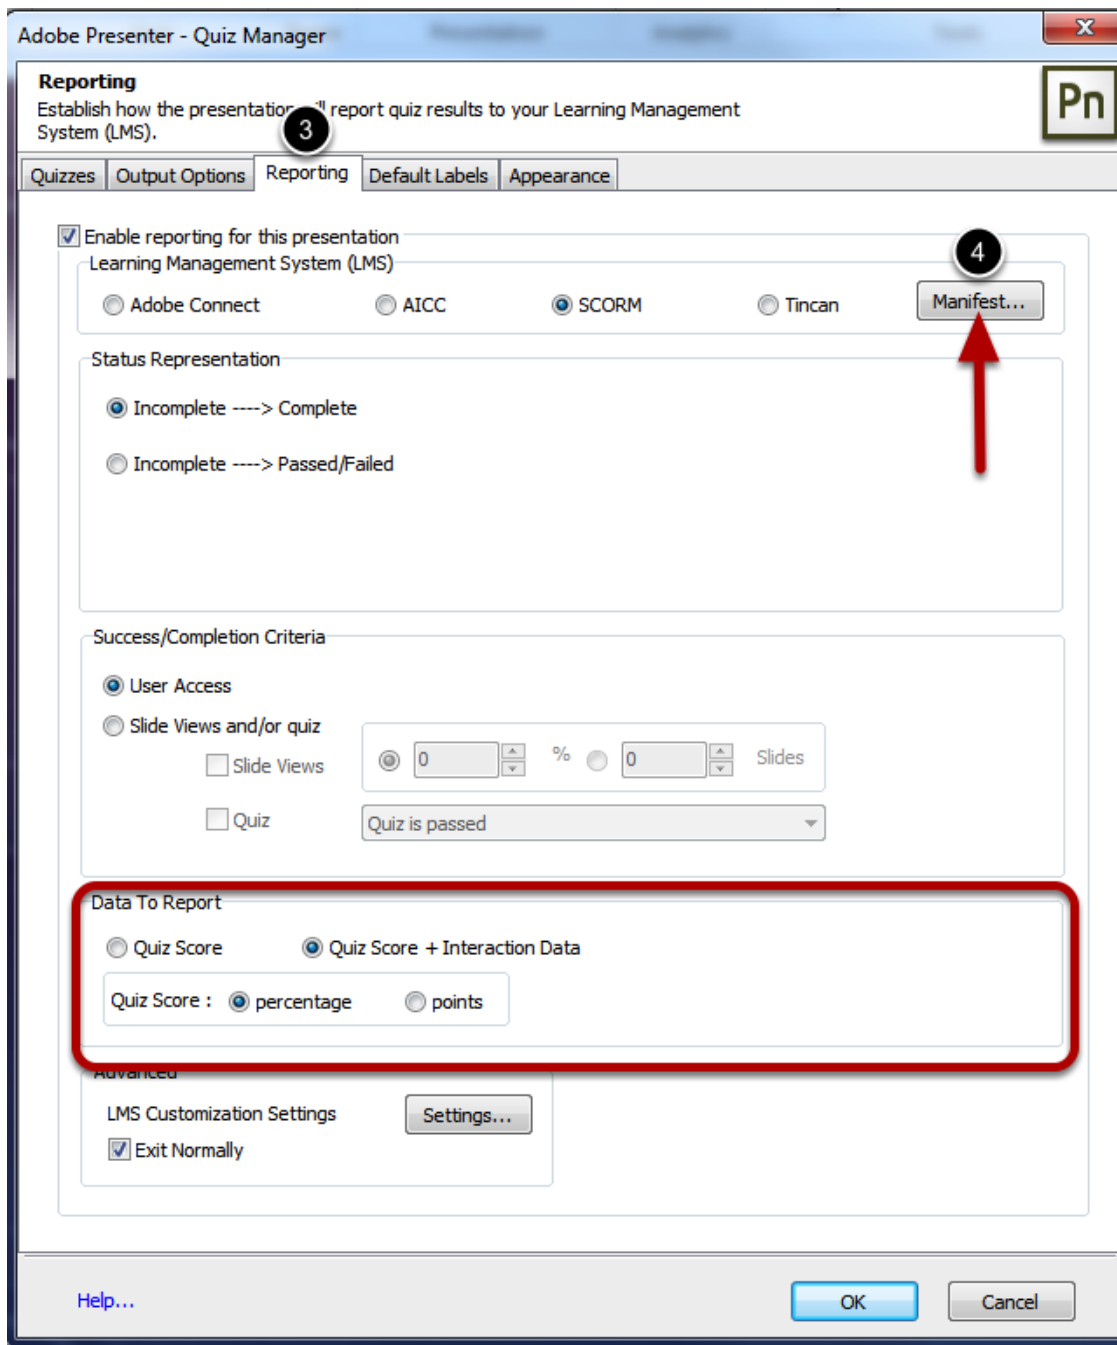 Adobe Presenter - Quiz Manager
Reporting
Establish how the presentation will report quiz results to your Learning Management
System (LMS).
Pn
3
Quizzes Output Options Reporting Default Labels Appearance
Enable reporting for this presentation
Learning Management System (LMS)
4
Adobe Connect AICC SCORM Tincan Manifest...
Status Representation
Incomplete ----> Complete
Incomplete ----> Passed/Failed
Success/Completion Criteria
User Access
Slide Views and/or quiz
Slide Views 0 % 0 Slides
Quiz Quiz is passed
Data To Report
Quiz Score Quiz Score + Interaction Data
Quiz Score : percentage points
Advanced
LMS Customization Settings Settings...
Exit Normally
Help... OK Cancel